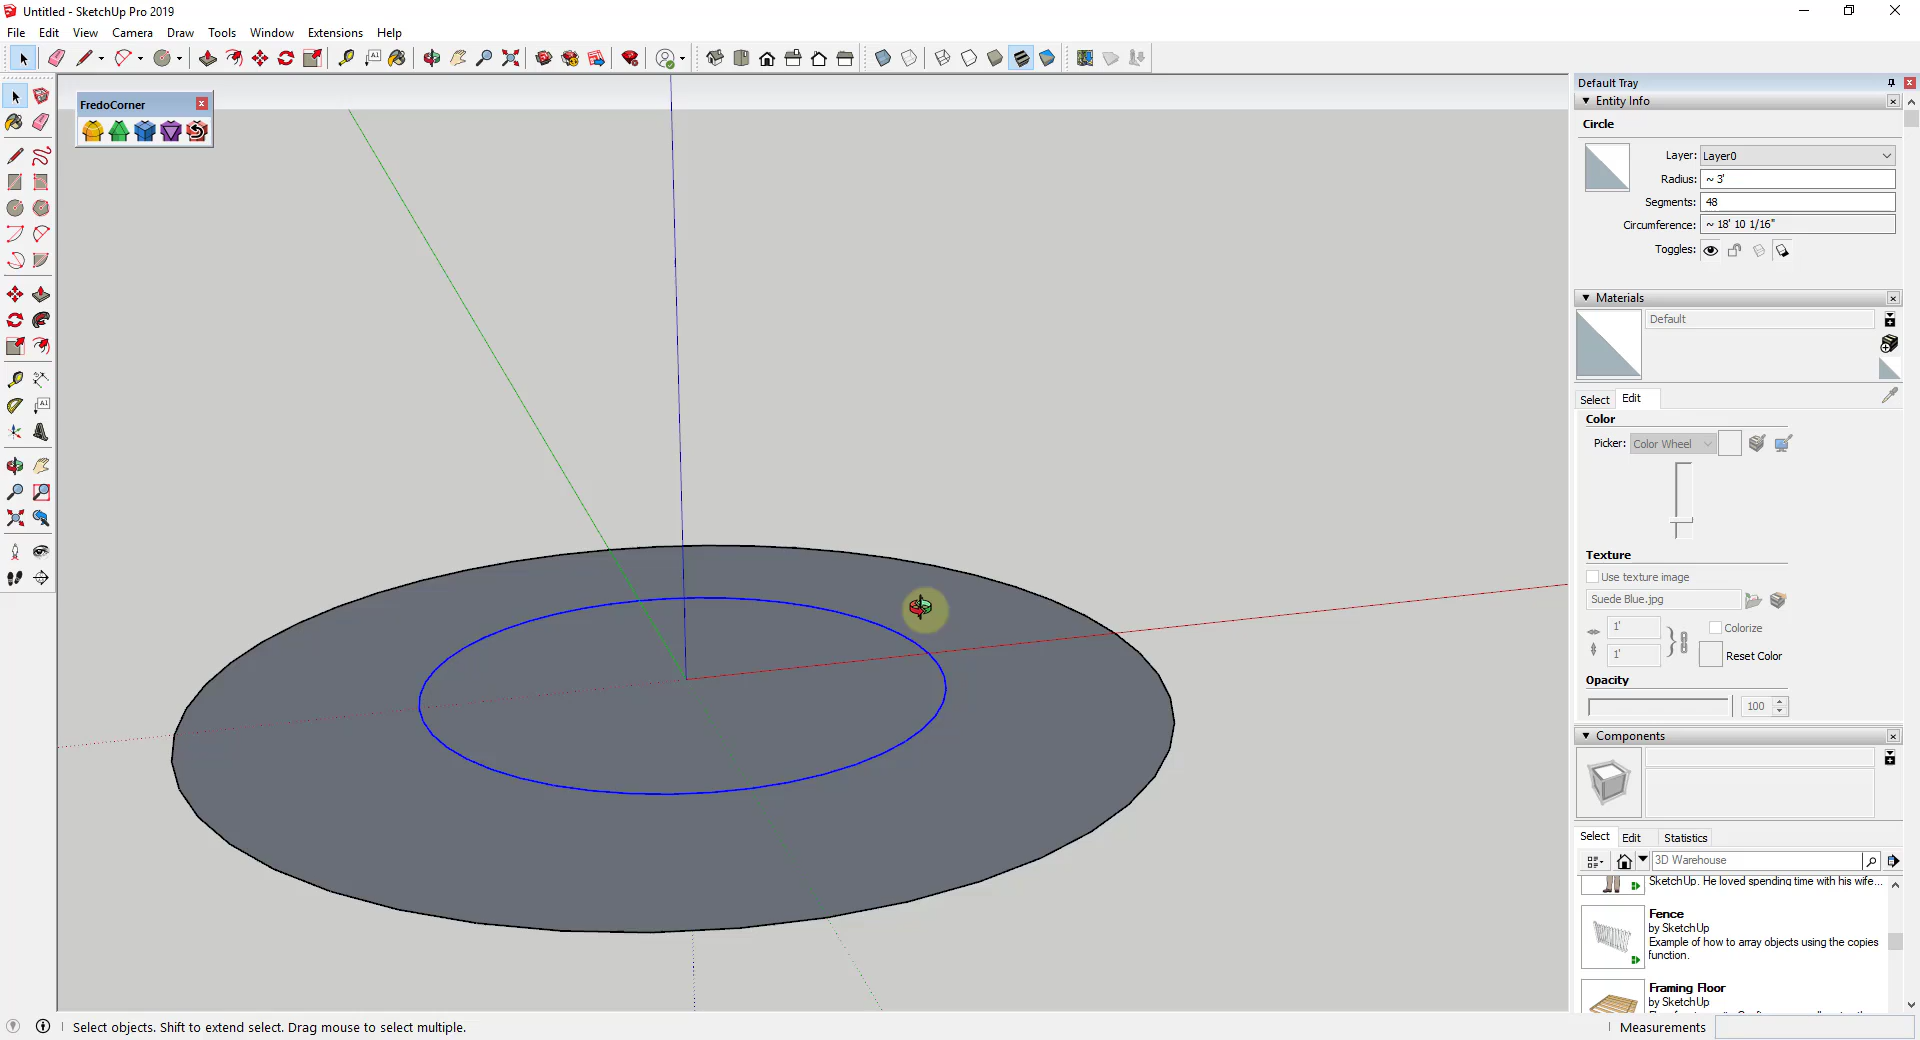 Untitled - SketchUp Pro 2019
File Edit View Camera Draw Tools Window Extensions Help
FredoCorner
A1
A1
Default Tray
Entity Info
Circle
Layer: Layer0
Radius: ~ 3'
Segments: 48
Circumference: ~ 18' 10 1/16"
Toggles:
Materials
Default
Select Edit
Color
Picker: Color Wheel
Texture
Use texture image
Suede Blue.jpg
1' Colorize
1' Reset Color
Opacity
100
Components
Select Edit Statistics
3D Warehouse
SketchUp. He loved spending time with his wife...
Fence
by SketchUp
Example of how to array objects using the copies
function.
Framing Floor
by SketchUp
Select objects. Shift to extend select. Drag mouse to select multiple.
Measurements